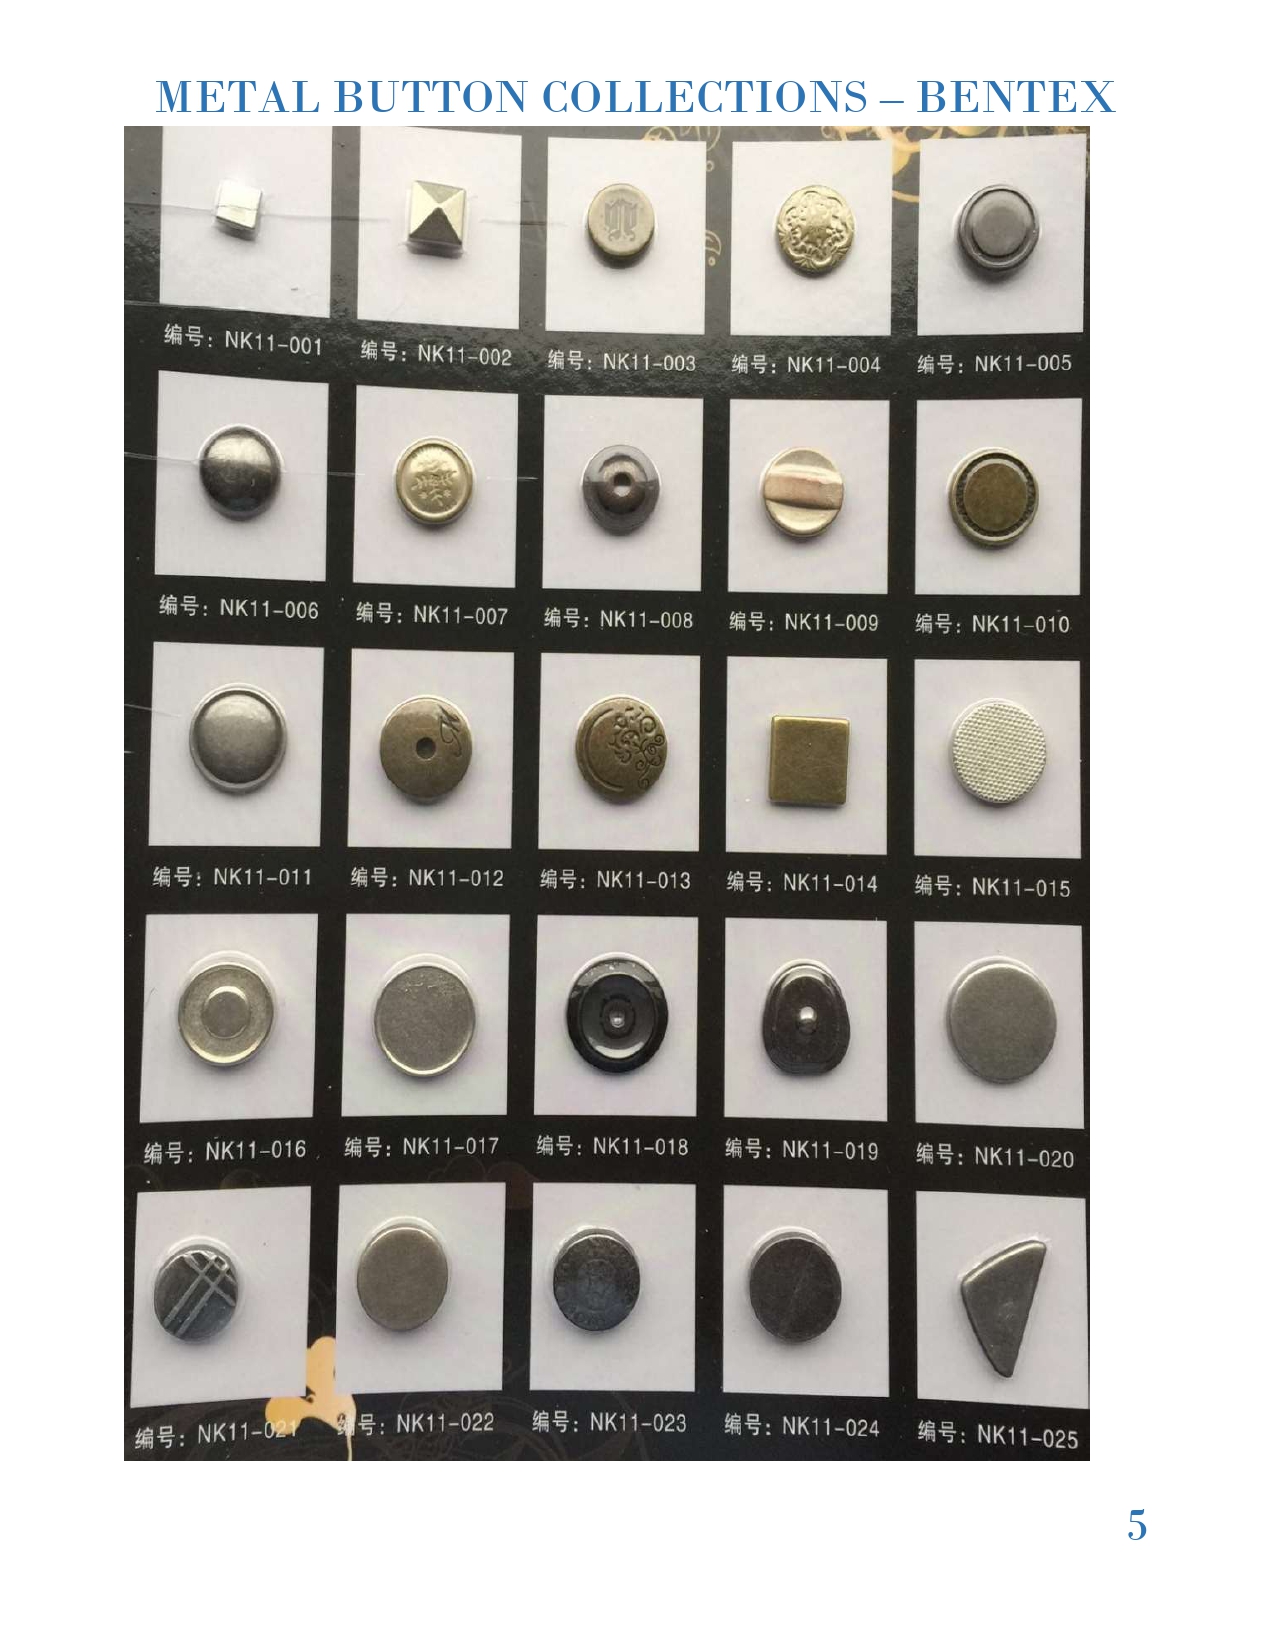 METAL BUTTON COLLECTIONS – BENTEX
编号: NK11-001 编号: NK11-002 编号: NK11-003 编号: NK11-004 编号: NK11-005
编号: NK11-006 编号: NK11-007 编号: NK11-008 编号: NK11-009 编号: NK11-010
编号: NK11-011 编号: NK11-012 编号: NK11-013 编号: NK11-014 编号: NK11-015
编号: NK11-016 编号: NK11-017 编号: NK11-018 编号: NK11-019 编号: NK11-020
编号: NK11-021 编号: NK11-022 编号: NK11-023 编号: NK11-024 编号: NK11-025
5